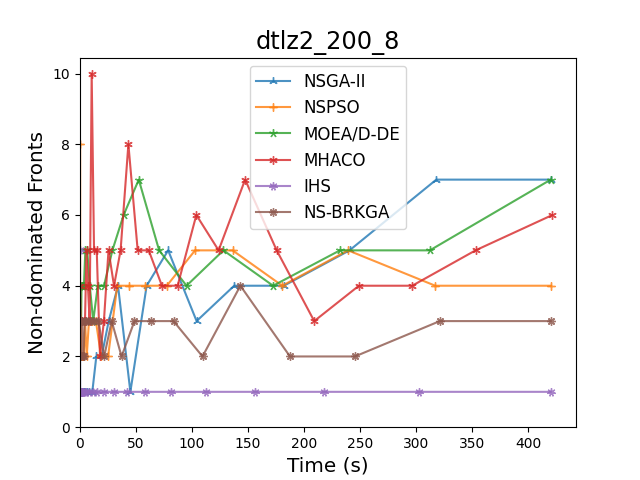 dtlz2_200_8
NSGA-II
NSPSO
MOEA/D-DE
MHACO
IHS
NS-BRKGA
Non-dominated Fronts
10
8
6
4
2
0
0 50 100 150 200 250 300 350 400
Time (s)